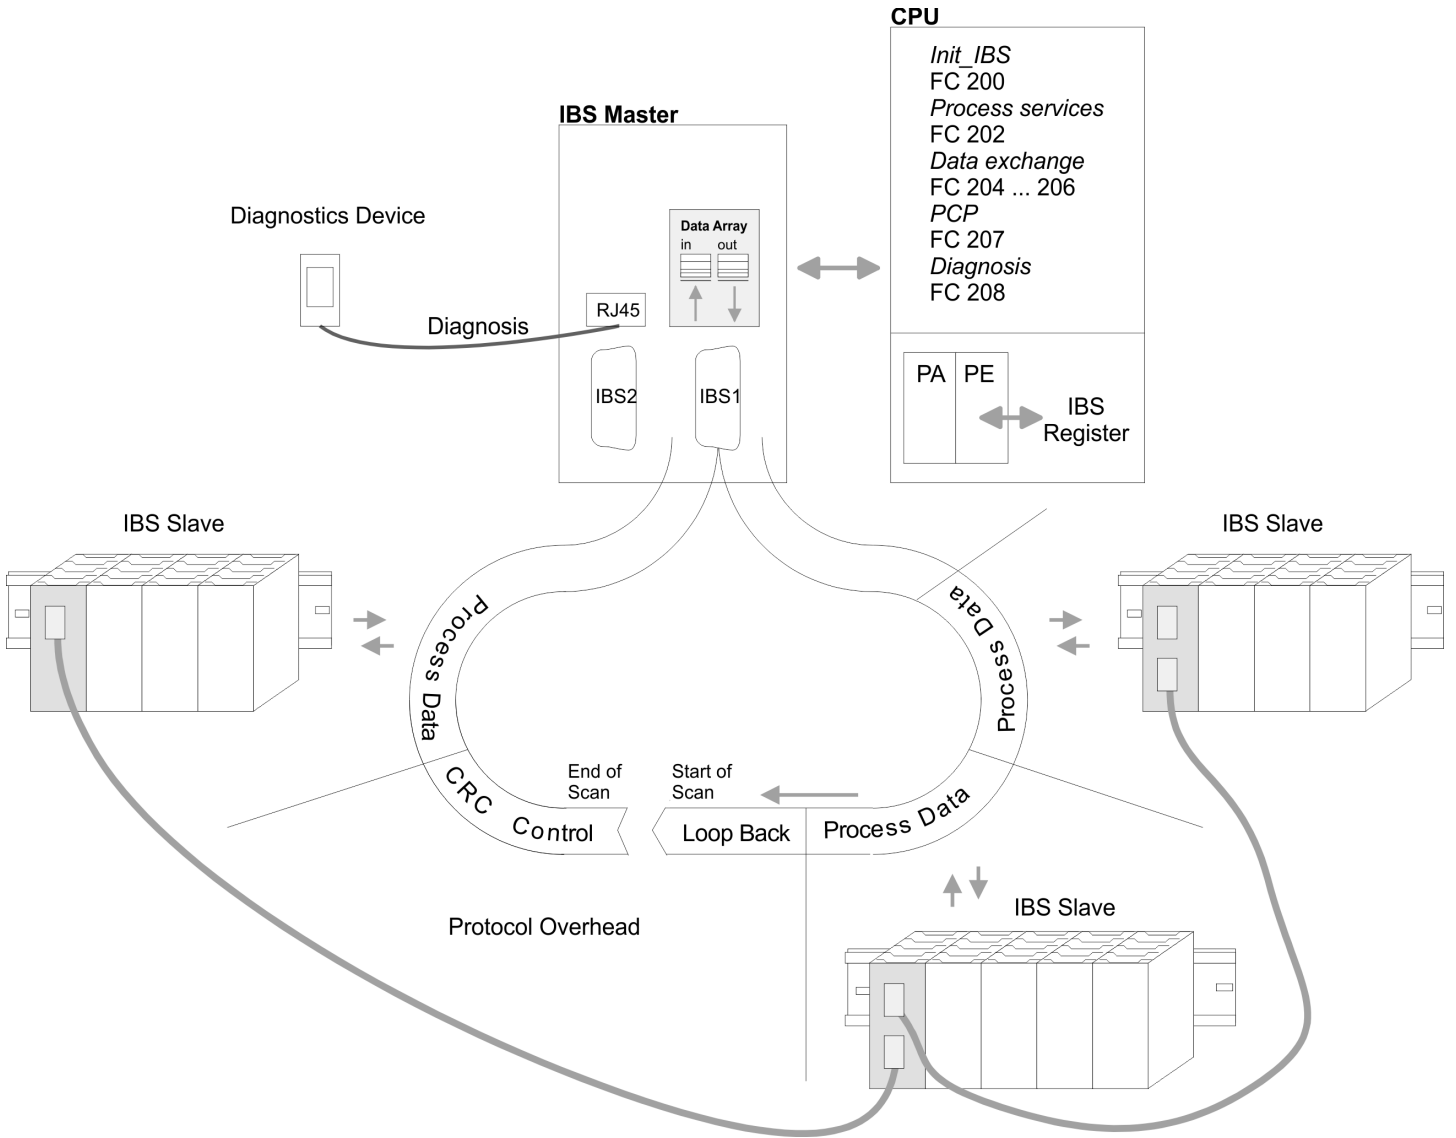 CPU
Init_IBS
FC 200
Process services
FC 202
Data exchange
FC 204 ... 206
PCP
FC 207
Diagnosis
FC 208
PA
PE
IBS
Register
IBS Master
Data Array
in
out
RJ45
IBS2
IBS1
Diagnostics Device
Diagnosis
IBS Slave
IBS Slave
Process Data
Process Data
CRC Control
End of
Scan
Start of
Scan
Loop Back
Process Data
Protocol Overhead
IBS Slave